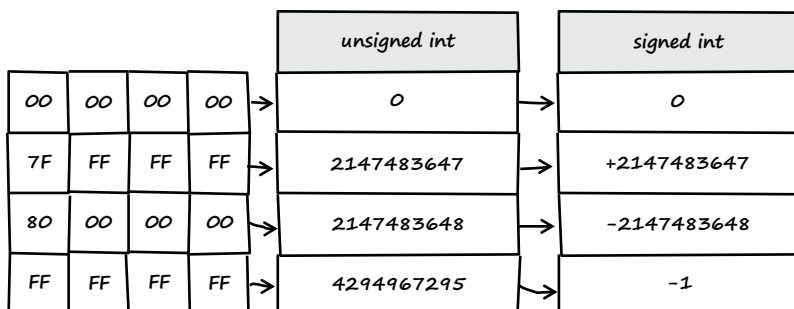 unsigned int signed int
00 00 00 00 0 0
7F FF FF FF 2147483647 +2147483647
80 00 00 00 2147483648 -2147483648
FF FF FF FF 4294967295 -1